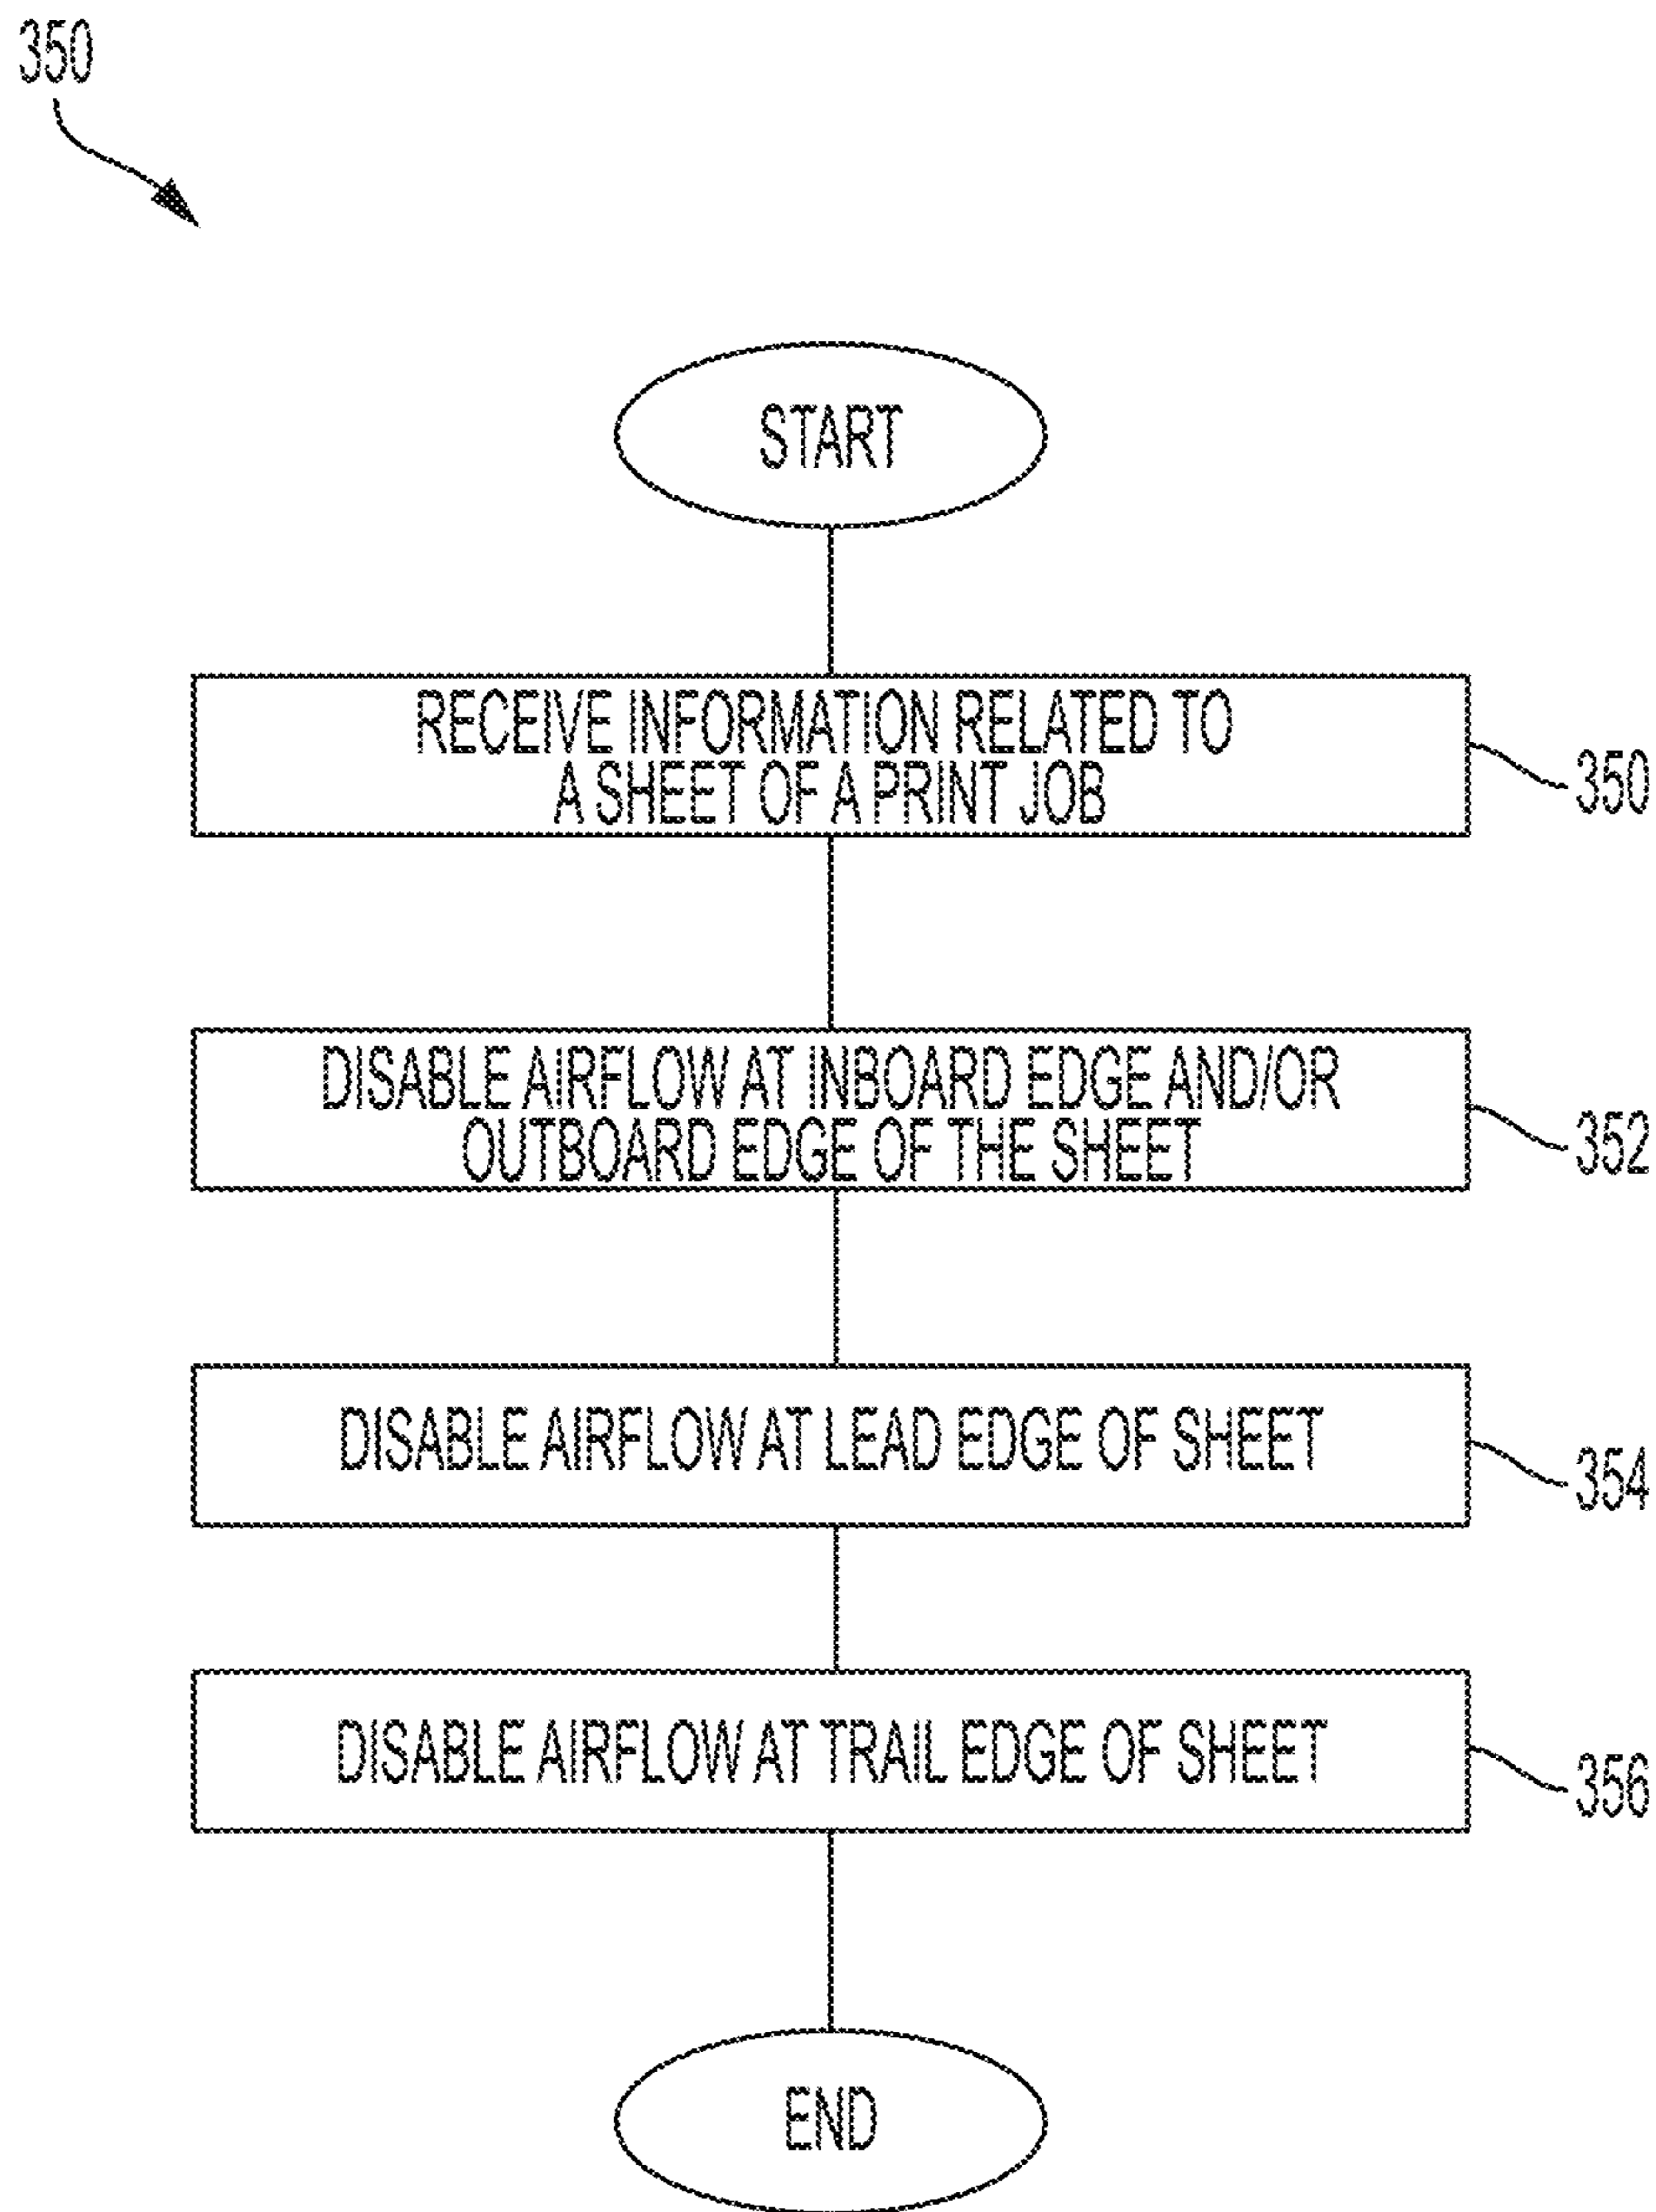 350
START
RECEIVE INFORMATION RELATED TO
A SHEET OF A PRINT JOB
350
DISABLE AIRFLOW AT INBOARD EDGE AND/OR
OUTBOARD EDGE OF THE SHEET
352
DISABLE AIRFLOW AT LEAD EDGE OF SHEET
354
DISABLE AIRFLOW AT TRAIL EDGE OF SHEET
356
END